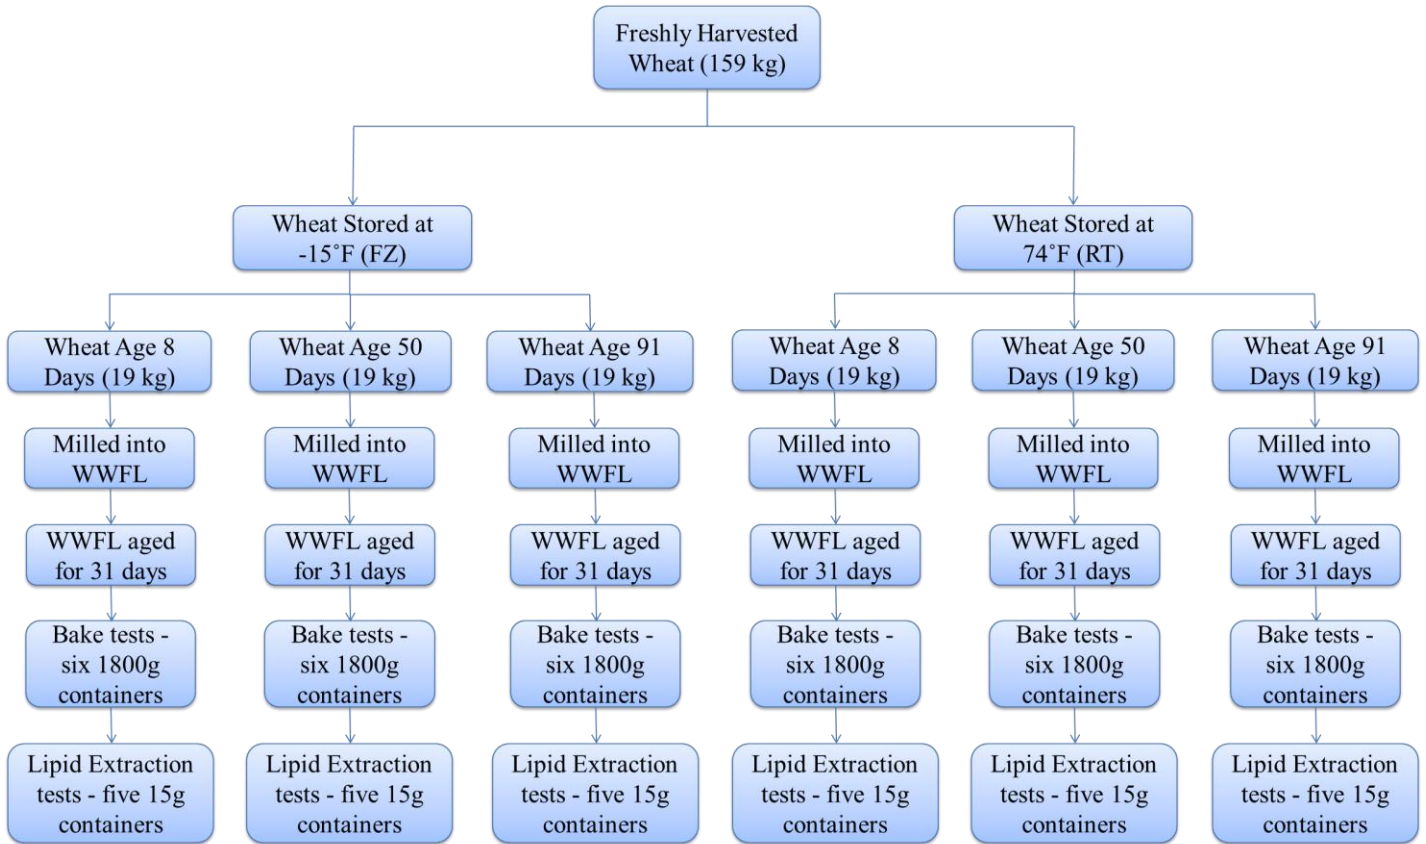 Freshly Harvested
Wheat (159 kg)
Wheat Stored at
-15˚F (FZ)
Wheat Stored at
74˚F (RT)
Wheat Age 8
Days (19 kg)
Wheat Age 50
Days (19 kg)
Wheat Age 91
Days (19 kg)
Wheat Age 8
Days (19 kg)
Wheat Age 50
Days (19 kg)
Wheat Age 91
Days (19 kg)
Milled into
WWFL
Milled into
WWFL
Milled into
WWFL
Milled into
WWFL
Milled into
WWFL
Milled into
WWFL
WWFL aged
for 31 days
WWFL aged
for 31 days
WWFL aged
for 31 days
WWFL aged
for 31 days
WWFL aged
for 31 days
WWFL aged
for 31 days
Bake tests -
six 1800g
containers
Bake tests -
six 1800g
containers
Bake tests -
six 1800g
containers
Bake tests -
six 1800g
containers
Bake tests -
six 1800g
containers
Bake tests -
six 1800g
containers
Lipid Extraction
tests - five 15g
containers
Lipid Extraction
tests - five 15g
containers
Lipid Extraction
tests - five 15g
containers
Lipid Extraction
tests - five 15g
containers
Lipid Extraction
tests - five 15g
containers
Lipid Extraction
tests - five 15g
containers